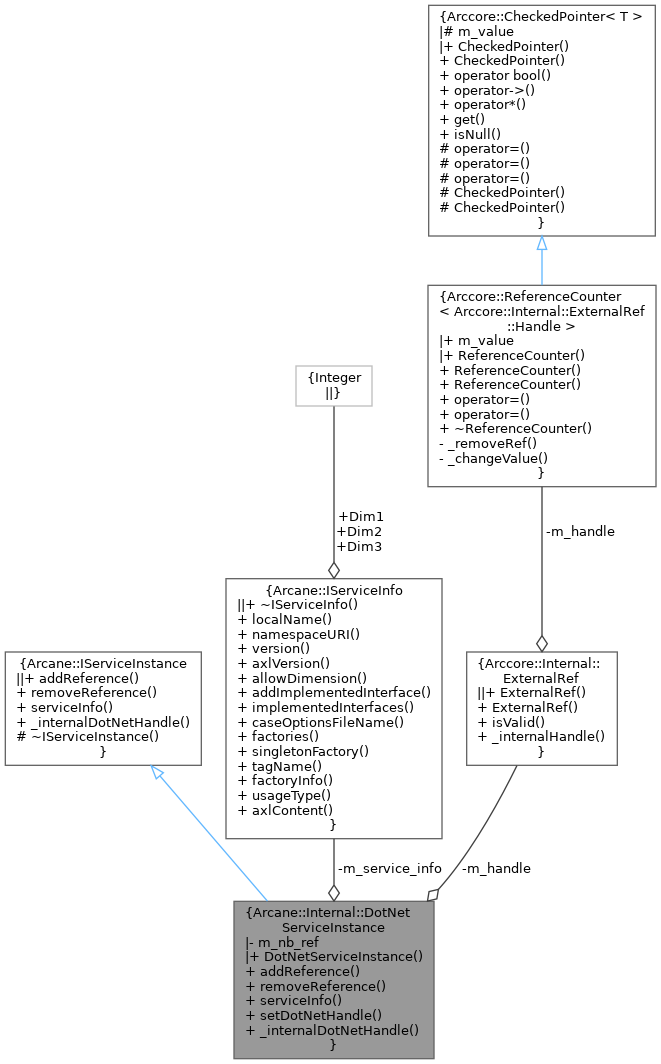 {Arccore::CheckedPointer< T >
|# m_value
|+ CheckedPointer()
+ CheckedPointer()
+ operator bool()
+ operator->()
+ operator*()
+ get()
+ isNull()
# operator=()
# operator=()
# operator=()
# CheckedPointer()
# CheckedPointer()
}
{Arccore::ReferenceCounter
< Arccore::Internal::ExternalRef
::Handle >
|+ m_value
|+ ReferenceCounter()
+ ReferenceCounter()
+ ReferenceCounter()
+ operator=()
+ operator=()
+ ~ReferenceCounter()
- _removeRef()
- _changeValue()
}
{Integer
||}
+Dim1
+Dim2
+Dim3
-m_handle
{Arcane::IServiceInfo
||+ ~IServiceInfo()
+ localName()
+ namespaceURI()
+ version()
+ axlVersion()
+ allowDimension()
+ addImplementedInterface()
+ implementedInterfaces()
+ caseOptionsFileName()
+ factories()
+ singletonFactory()
+ tagName()
+ factoryInfo()
+ usageType()
+ axlContent()
}
{Arcane::IServiceInstance
||+ addReference()
+ removeReference()
+ serviceInfo()
+ _internalDotNetHandle()
# ~IServiceInstance()
}
{Arccore::Internal::
ExternalRef
||+ ExternalRef()
+ ExternalRef()
+ isValid()
+ _internalHandle()
}
-m_service_info
-m_handle
{Arcane::Internal::DotNet
ServiceInstance
|- m_nb_ref
|+ DotNetServiceInstance()
+ addReference()
+ removeReference()
+ serviceInfo()
+ setDotNetHandle()
+ _internalDotNetHandle()
}